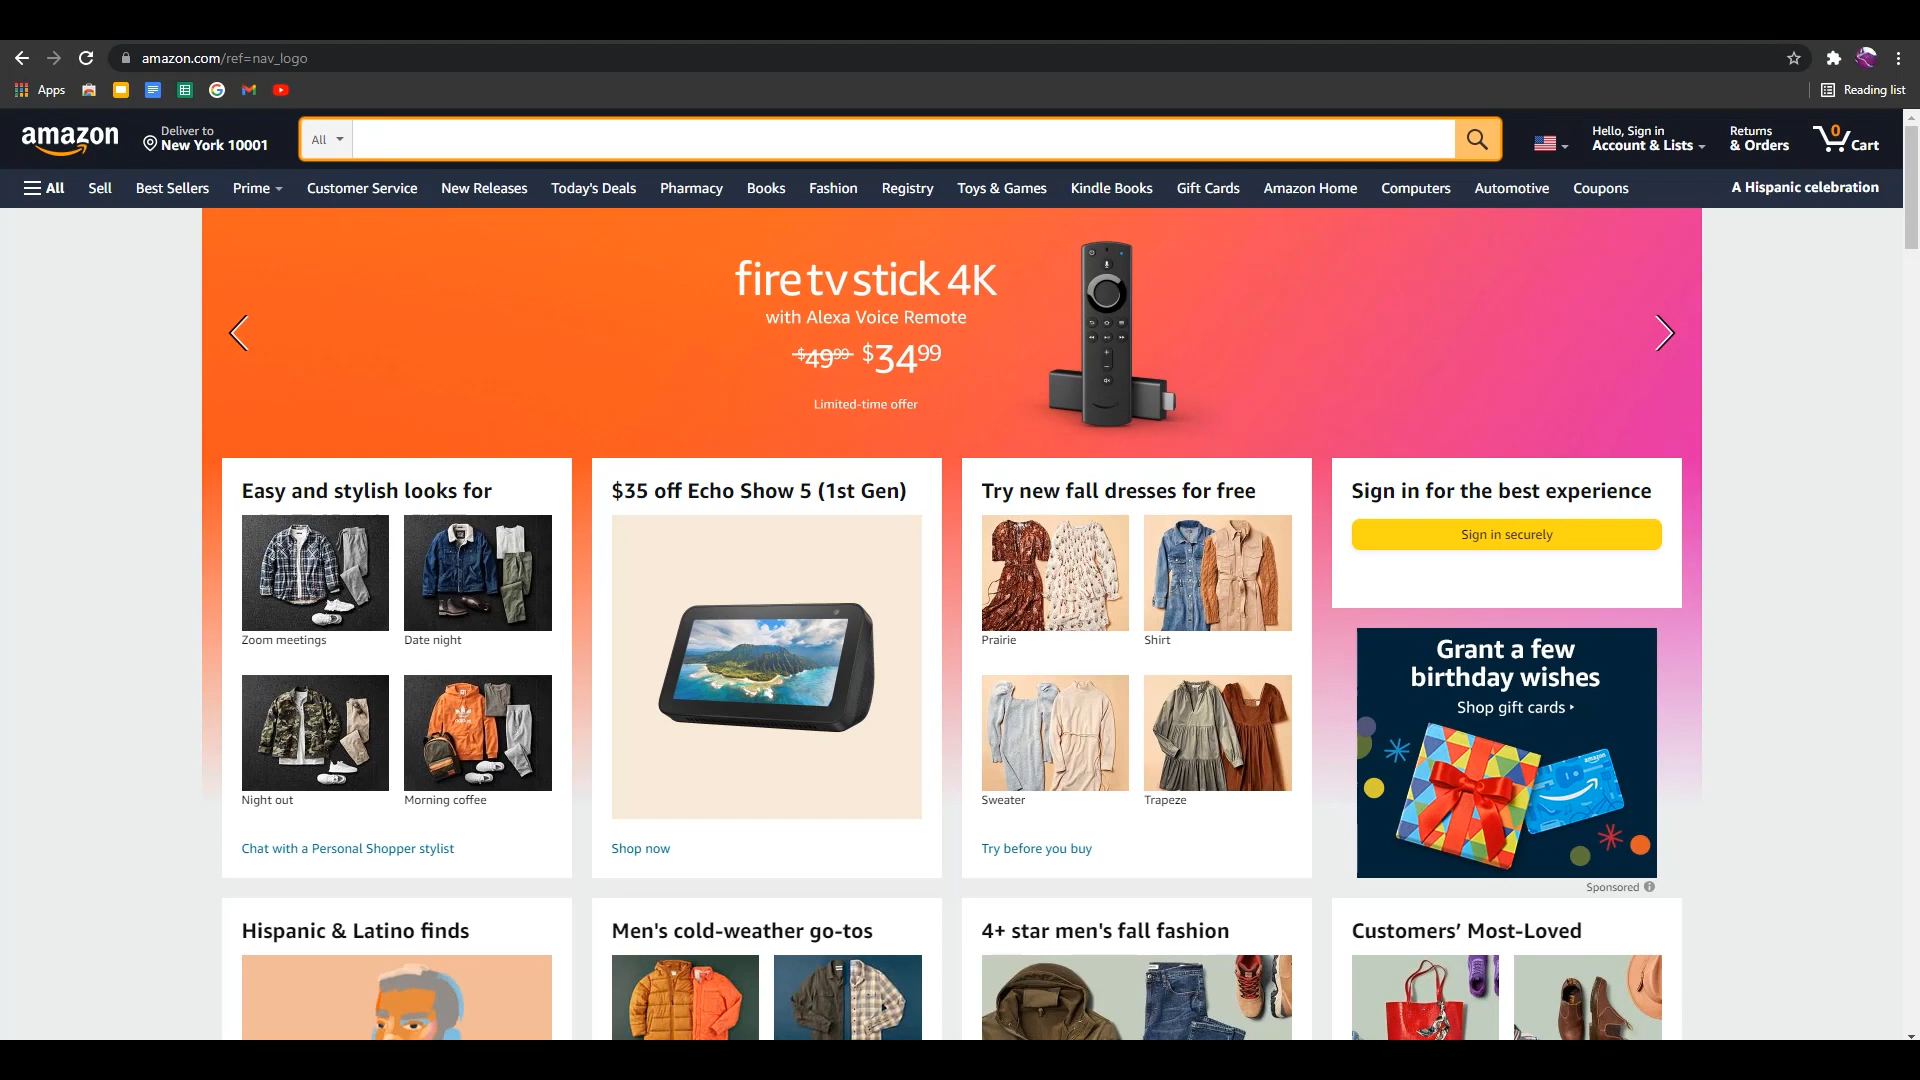 amazon.com/ref=nav_logo
Apps
Reading list
amazon
Deliver to
New York 10001
All
Hello, Sign in
Account & Lists
Returns
& Orders
0
Cart
All
Sell
Best Sellers
Prime
Customer Service
New Releases
Today's Deals
Pharmacy
Books
Fashion
Registry
Toys & Games
Kindle Books
Gift Cards
Amazon Home
Computers
Automotive
Coupons
A Hispanic celebration
fire tv stick 4K
with Alexa Voice Remote
$49.99 $34.99
Limited-time offer
Easy and stylish looks for
Zoom meetings
Date night
Night out
Morning coffee
Chat with a Personal Shopper stylist
$35 off Echo Show 5 (1st Gen)
Shop now
Try new fall dresses for free
Prairie
Shirt
Sweater
Trapeze
Try before you buy
Sign in for the best experience
Sign in securely
Grant a few
birthday wishes
Shop gift cards
amazon
Sponsored
Hispanic & Latino finds
Men's cold-weather go-tos
4+ star men's fall fashion
Customers’ Most-Loved